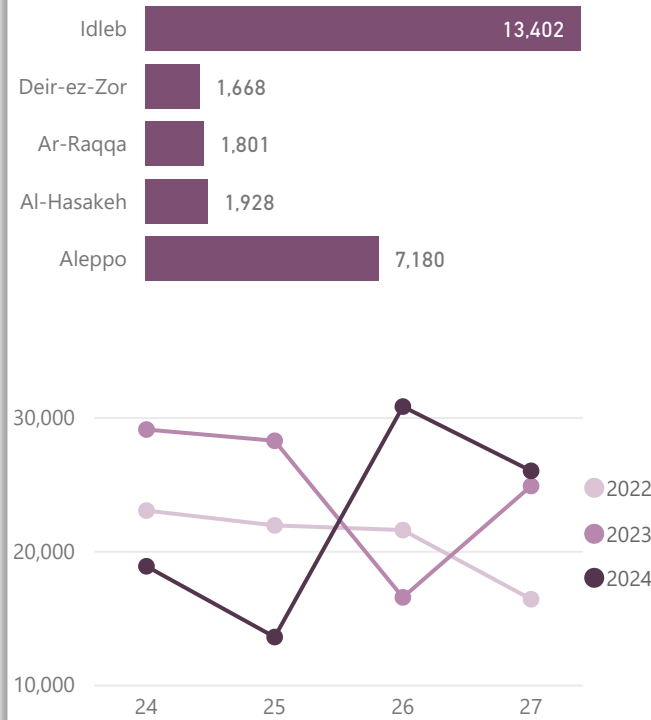 Idleb 13,402
Deir-ez-Zor 1,668
Ar-Raqqa 1,801
Al-Hasakeh 1,928
Aleppo 7,180
30,000
20,000
10,000
24 25 26 27
2022
2023
2024